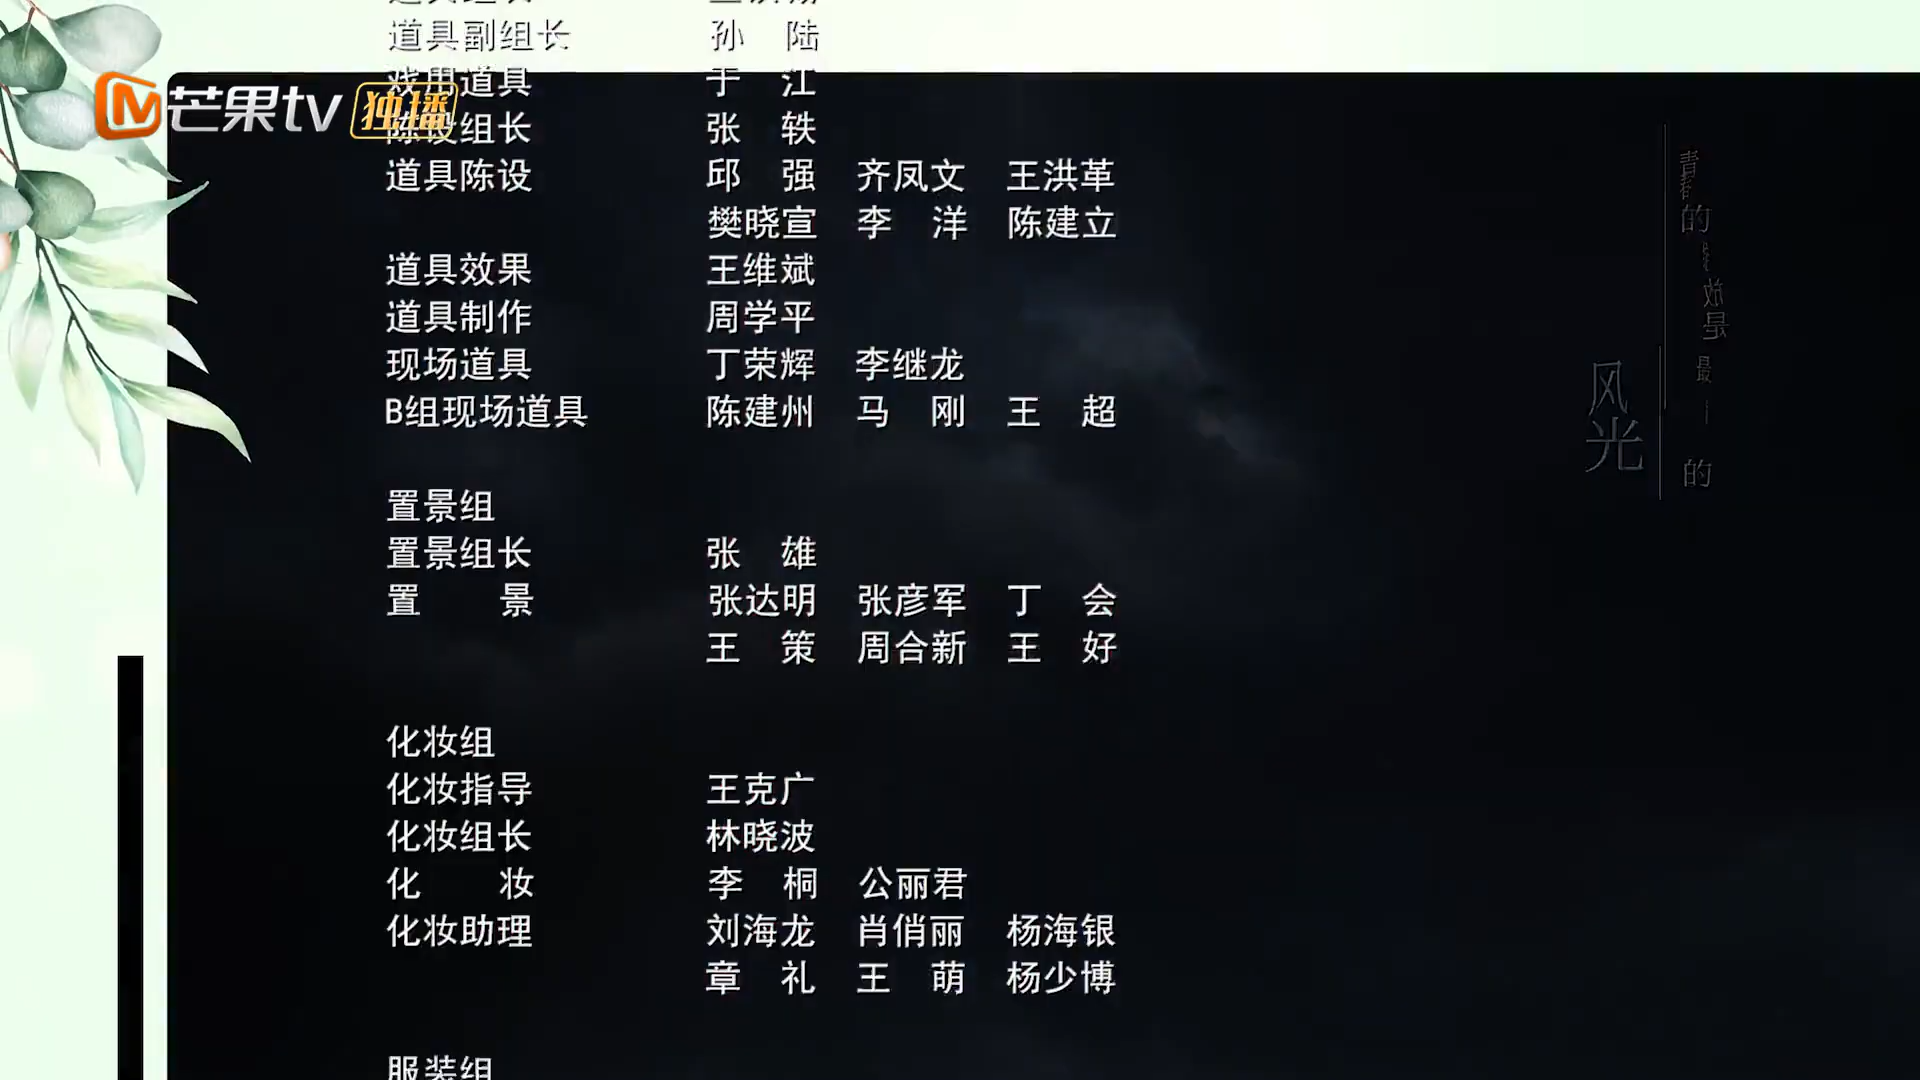 道具副组长 孙 陆
戏用道具 于 江
芒果tv 独播
陈设组长 张 轶
道具陈设 邱 强 齐凤文 王洪革
樊晓宣 李 洋 陈建立
道具效果 王维斌
道具制作 周学平
现场道具 丁荣辉 李继龙
B组现场道具 陈建州 马 刚 王 超
置景组
置景组长 张 雄
置 景 张达明 张彦军 丁 会
王 策 周合新 王 好
化妆组
化妆指导 王克广
化妆组长 林晓波
化 妆 李 桐 公丽君
化妆助理 刘海龙 肖俏丽 杨海银
章 礼 王 萌 杨少博
服装组
青春的
放是最
的
风光